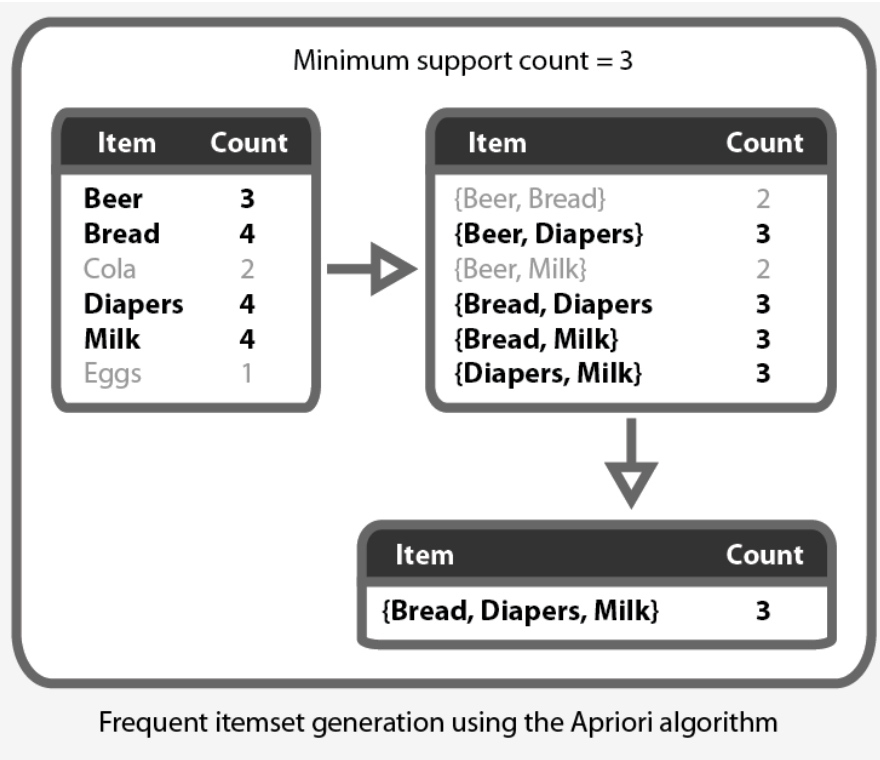 Minimum support count = 3
Item Count
Beer 3
Bread 4
Cola 2
Diapers 4
Milk 4
Eggs 1
Item Count
{Beer, Bread} 2
{Beer, Diapers} 3
{Beer, Milk} 2
{Bread, Diapers 3
{Bread, Milk} 3
{Diapers, Milk} 3
Item Count
{Bread, Diapers, Milk} 3
Frequent itemset generation using the Apriori algorithm